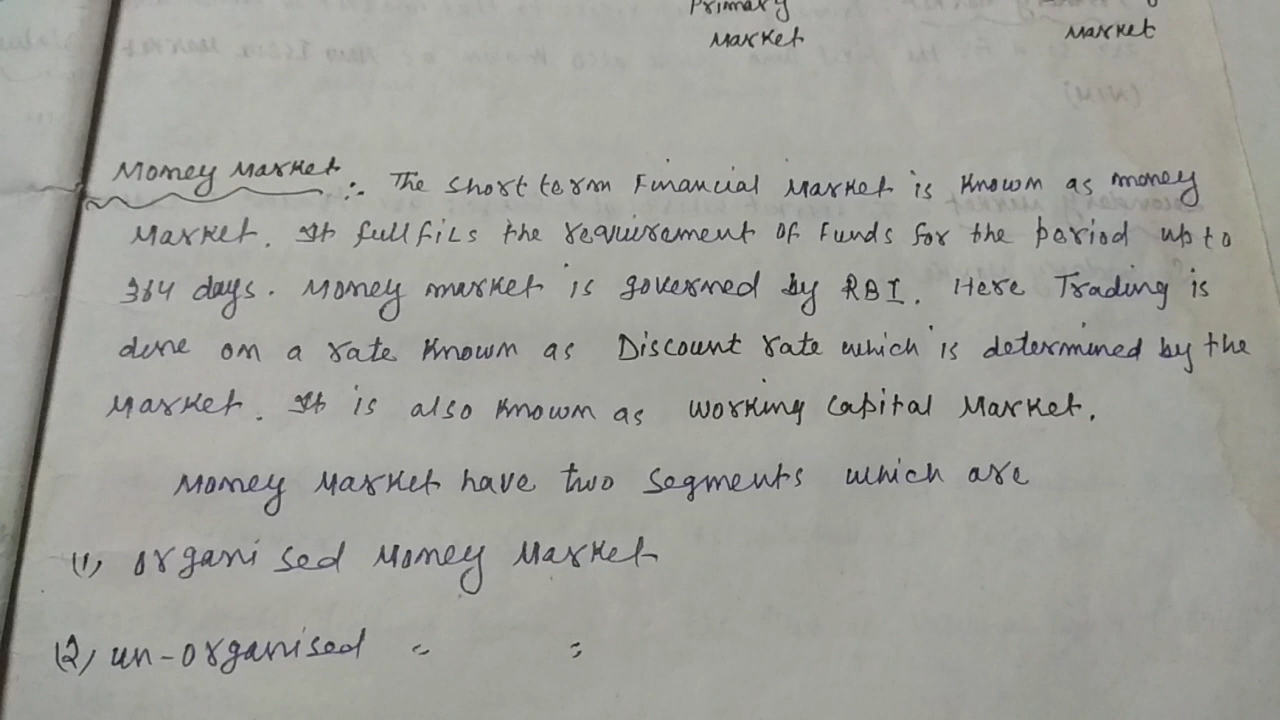 Primary
Market
Market
Money Market :- The short term Financial Market is Known as money
Market. It fullfils the requirement of Funds for the period upto
364 days. Money market is governed by RBI. Here Trading is
done on a rate Known as Discount rate which is determined by the
Market. It is also Known as working Capital Market.
Money Market have two Segments which are
(1) Organised Money Market
(2) un-organised " "